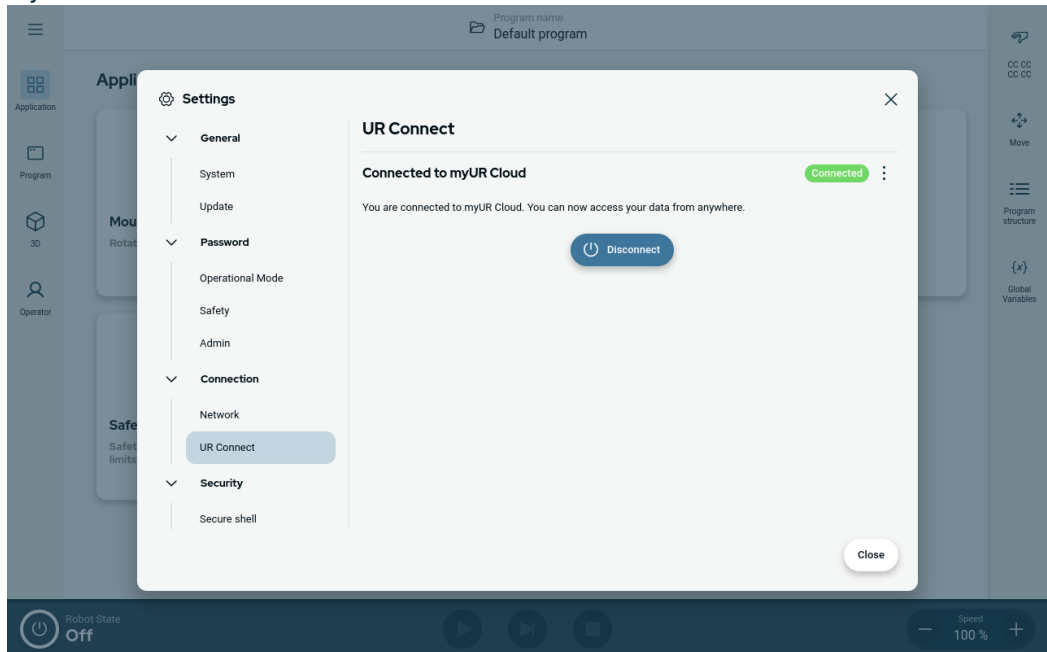 Program name
Default program
Application
Program
3D
Operator
Appli
Mou
Rotat
Safe
Safet
limits
Settings
General
System
Update
Password
Operational Mode
Safety
Admin
Connection
Network
UR Connect
Security
Secure shell
UR Connect
Connected to myUR Cloud
Connected
You are connected to myUR Cloud. You can now access your data from anywhere.
Disconnect
Close
CC CC
CC CC
Move
Program
structure
{x}
Global
Variables
Robot State
Off
Speed
100 %